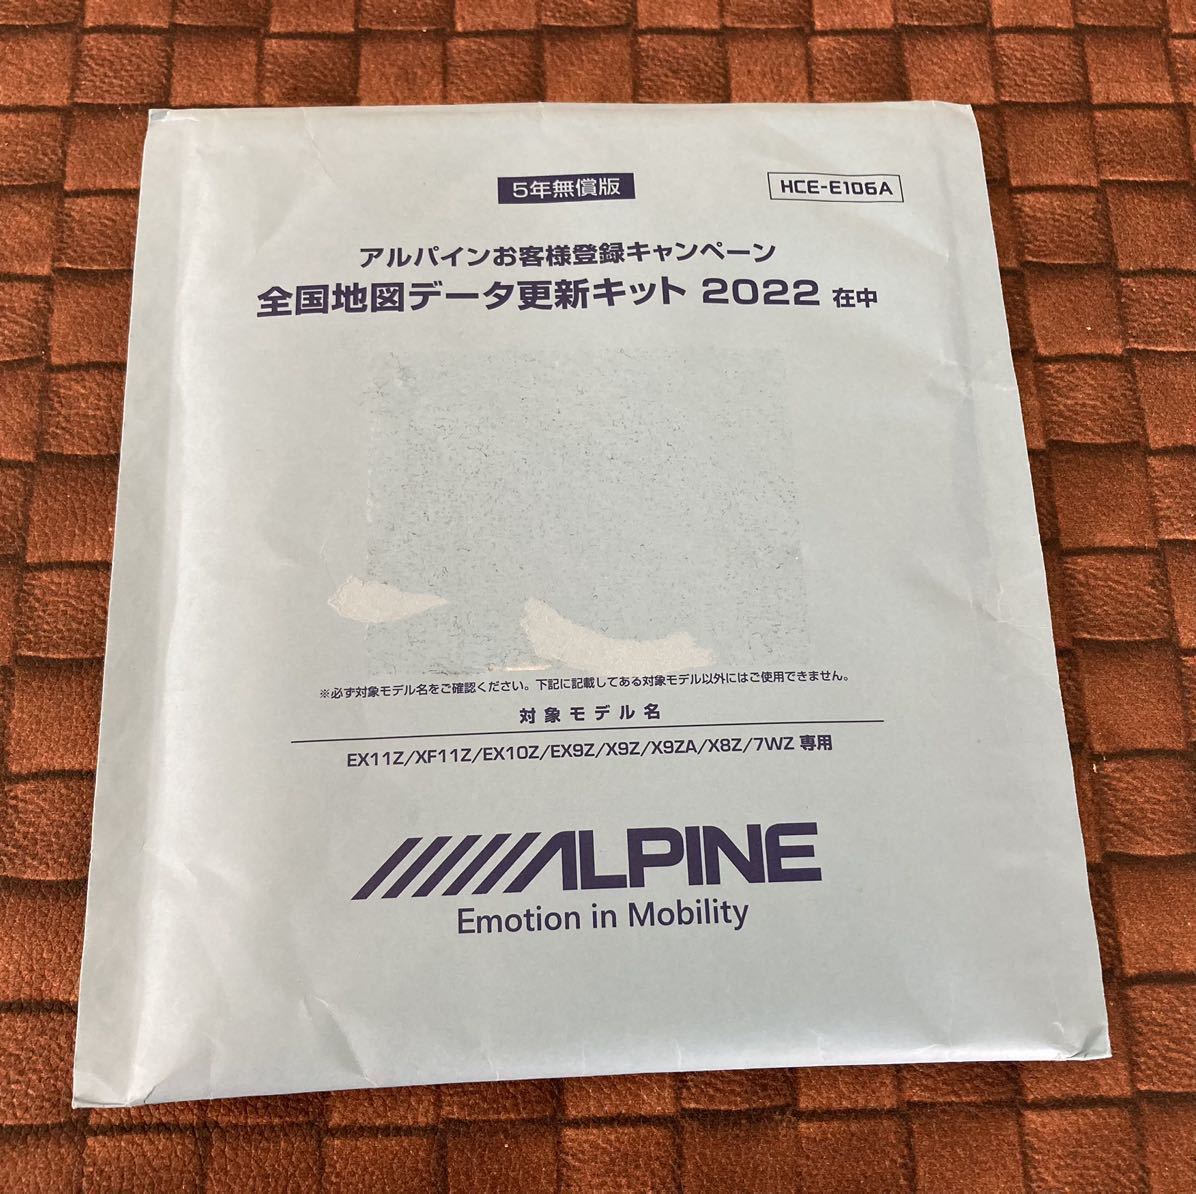 5年無償版
HCE-E106A
アルパインお客様登録キャンペーン
全国地図データ更新キット 2022 在中
※必ず対象モデル名をご確認ください。下記に記載してある対象モデル以外にはご使用できません。
対象モデル名
EX11Z/XF11Z/EX10Z/EX9Z/X9Z/X9ZA/X8Z/7WZ 専用
ALPINE
Emotion in Mobility